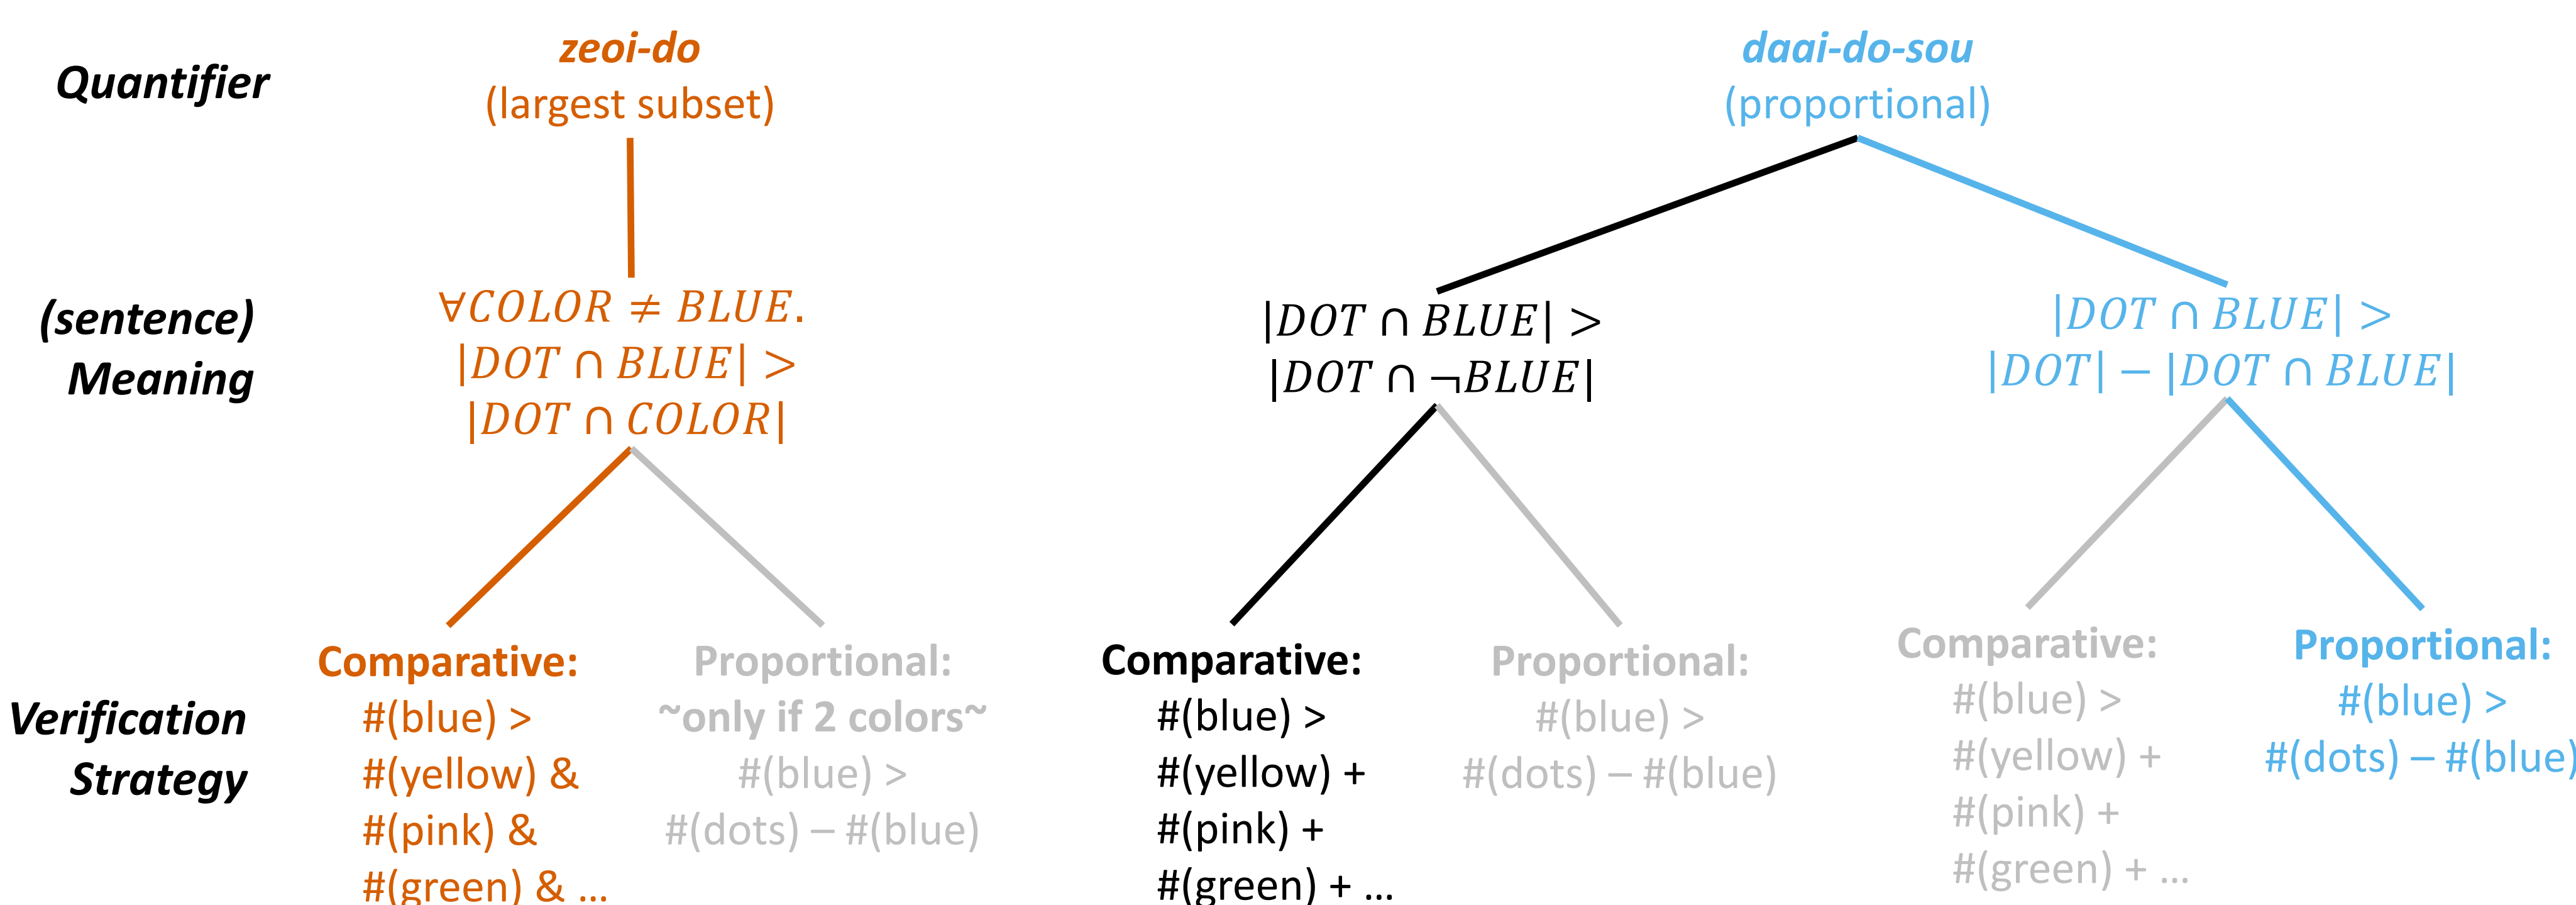 Quantifier
zeoi-do
(largest subset)
daai-do-sou
(proportional)
(sentence)
Meaning
∀COLOR ≠ BLUE.
|DOT ∩ BLUE| >
|DOT ∩ COLOR|
|DOT ∩ BLUE| >
|DOT ∩ ¬BLUE|
|DOT ∩ BLUE| >
|DOT| − |DOT ∩ BLUE|
Verification
Strategy
Comparative:
#(blue) >
#(yellow) &
#(pink) &
#(green) & ...
Proportional:
~only if 2 colors~
#(blue) >
#(dots) – #(blue)
Comparative:
#(blue) >
#(yellow) +
#(pink) +
#(green) + ...
Proportional:
#(blue) >
#(dots) – #(blue)
Comparative:
#(blue) >
#(yellow) +
#(pink) +
#(green) + ...
Proportional:
#(blue) >
#(dots) – #(blue)